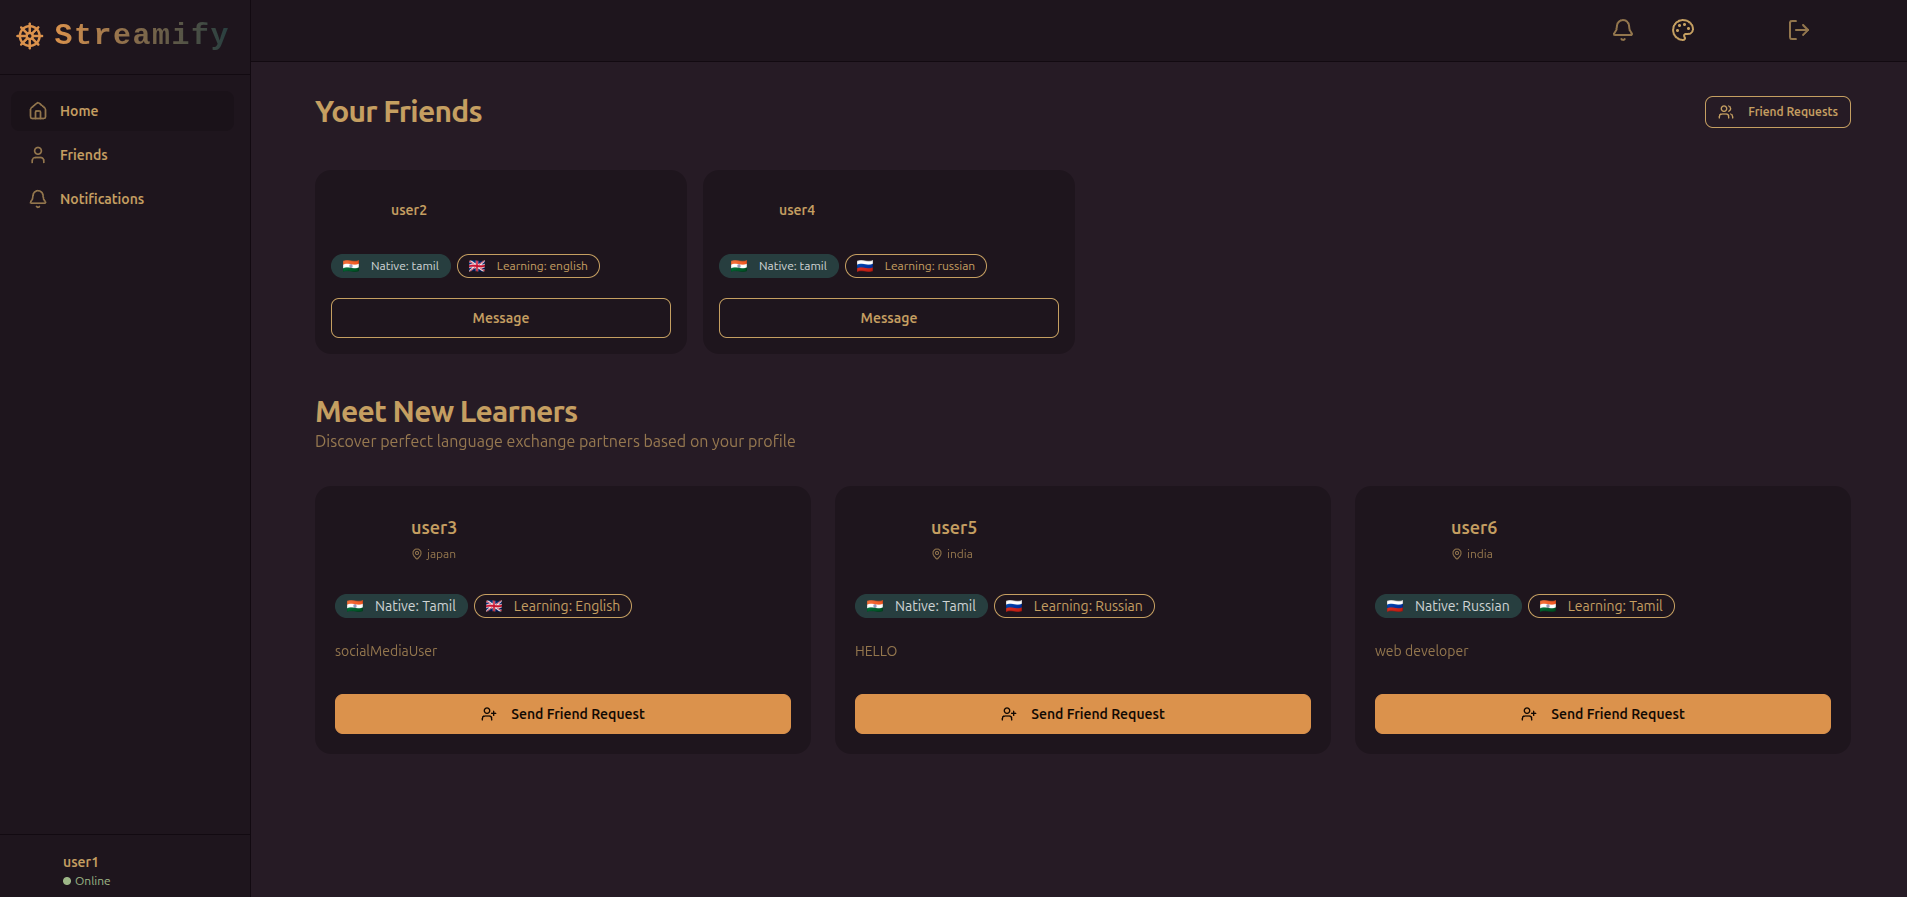 Streamify
Home
Friends
Notifications
Your Friends
Friend Requests
user2
Native: tamil
Learning: english
Message
user4
Native: tamil
Learning: russian
Message
Meet New Learners
Discover perfect language exchange partners based on your profile
user3
japan
Native: Tamil
Learning: English
socialMediaUser
Send Friend Request
user5
india
Native: Tamil
Learning: Russian
HELLO
Send Friend Request
user6
india
Native: Russian
Learning: Tamil
web developer
Send Friend Request
user1
Online